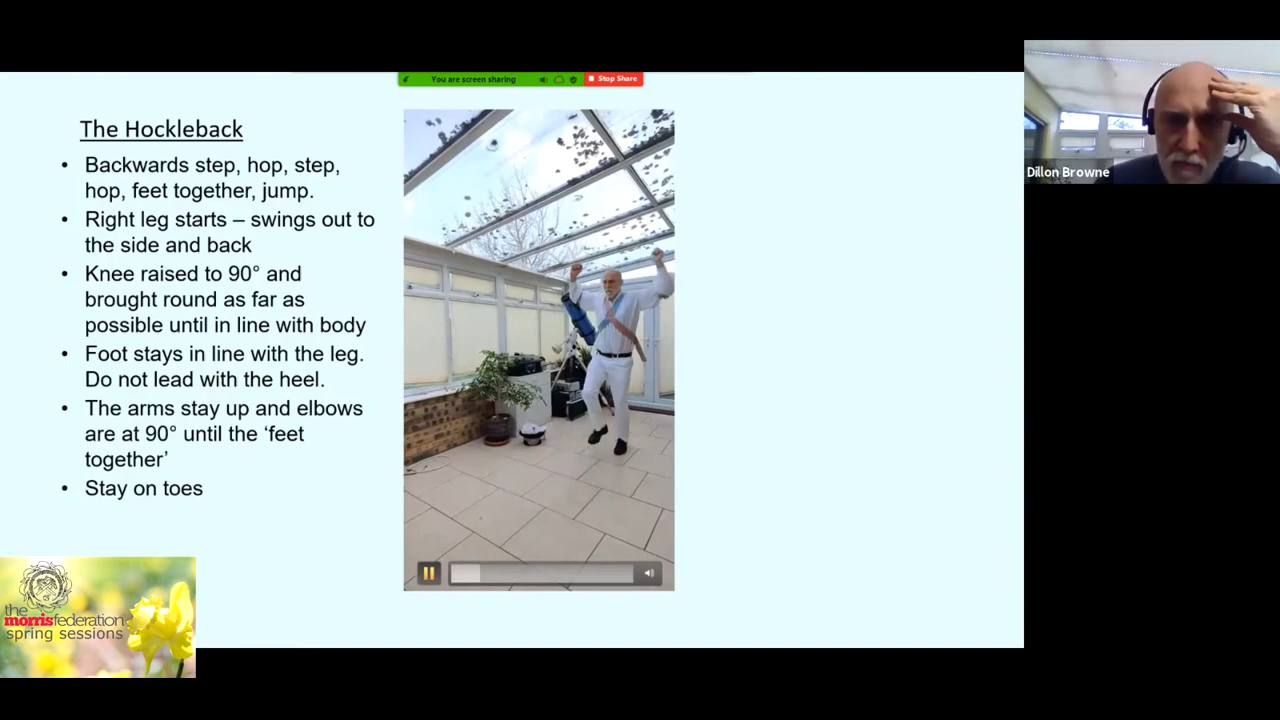 You are screen sharing
Stop Share
The Hockleback
• Backwards step, hop, step,
hop, feet together, jump.
• Right leg starts – swings out to
the side and back
• Knee raised to 90° and
brought round as far as
possible until in line with body
• Foot stays in line with the leg.
Do not lead with the heel.
• The arms stay up and elbows
are at 90° until the ‘feet
together’
• Stay on toes
Dillon Browne
the
morrisfederation
spring sessions